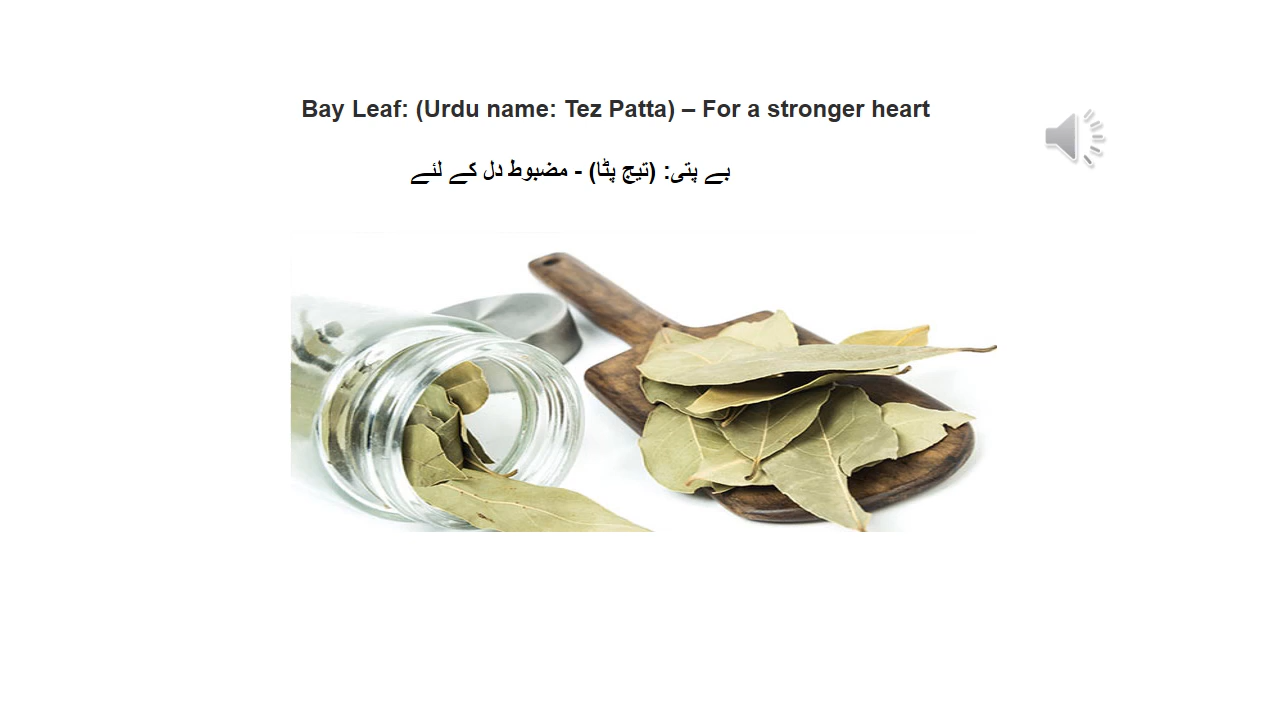 Bay Leaf: (Urdu name: Tez Patta) – For a stronger heart
بے پتی: (تیج پٹا) - مضبوط دل کے لئے